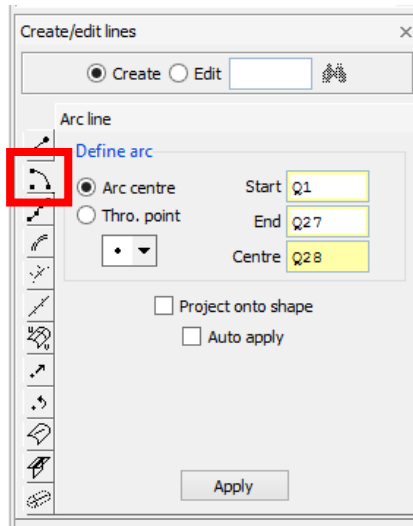 Create/edit lines
Create Edit
Arc line
Define arc
Arc centre Start Q1
Thro. point End Q27
Centre Q28
Project onto shape
Auto apply
Apply